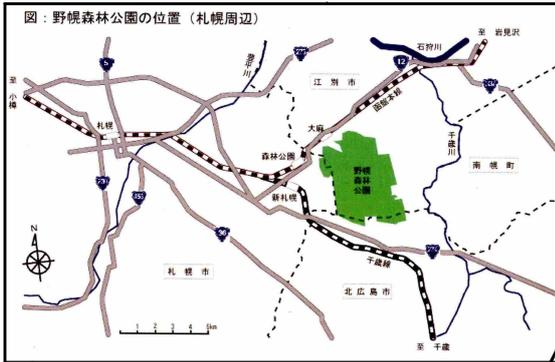 図：野幌森林公園の位置（札幌周辺）
至 岩見沢
石狩川
5
275
12
豊平川
江別市
337
至 小樽
函館本線
大麻
札幌
千歳川
森林公園
野幌
森林
公園
南幌町
230
453
新札幌
36
274
N
千歳線
札幌市
北広島市
1 2 3 4 5km
至 千歳